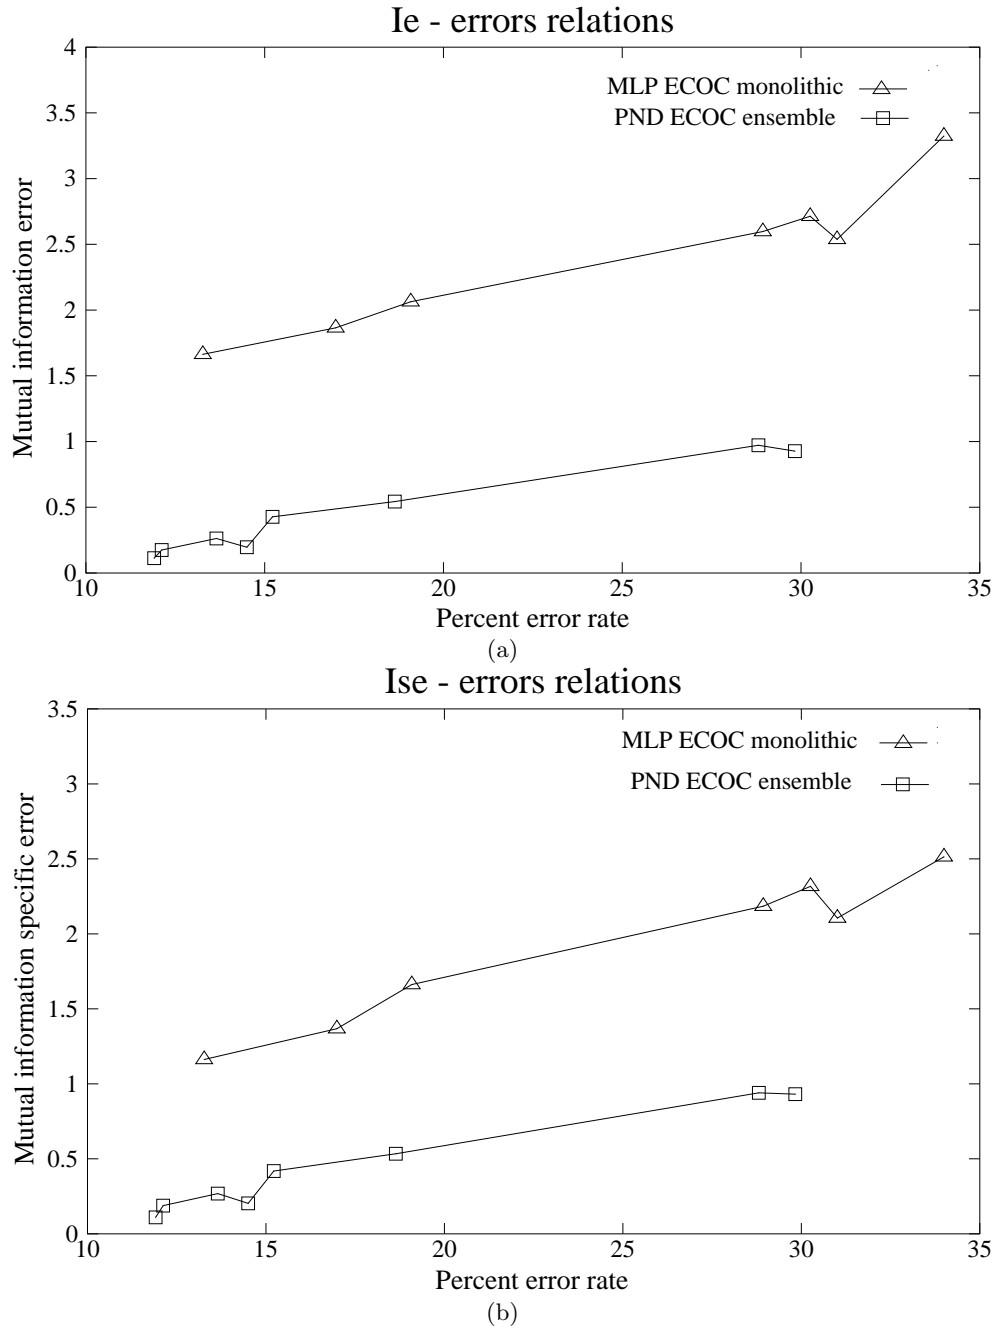 Ie - errors relations
4
3.5
3
2.5
2
1.5
1
0.5
0
MLP ECOC monolithic
PND ECOC ensemble
Mutual information error
10 15 20 25 30 35
Percent error rate
(a)
Ise - errors relations
3.5
3
2.5
2
1.5
1
0.5
0
MLP ECOC monolithic
PND ECOC ensemble
Mutual information specific error
10 15 20 25 30 35
Percent error rate
(b)